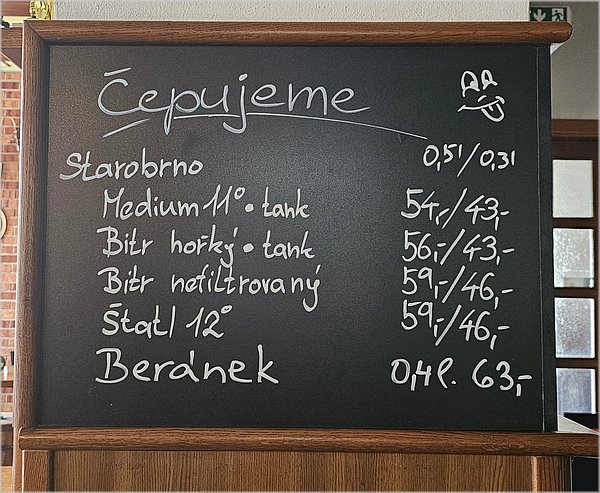 Čepujeme
Starobrno 0,5l/0,3l
Medium 11° • tank 54,-/43,-
Bitr hořký • tank 56,-/43,-
Bitr nefiltrovaný 59,-/46,-
Štatl 12° 59,-/46,-
Beránek 0,4l. 63,-